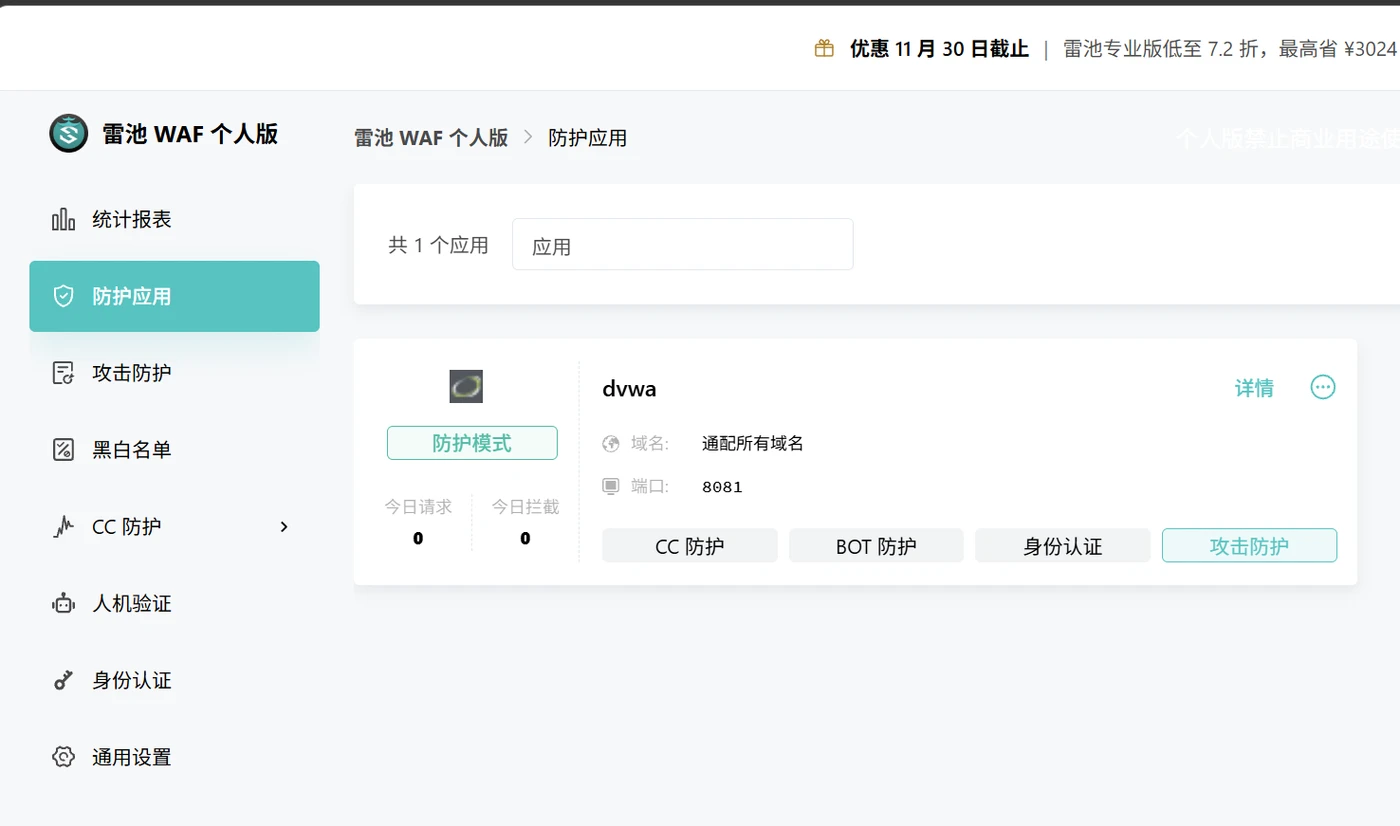 优惠 11 月 30 日截止 | 雷池专业版低至 7.2 折，最高省 ¥3024
雷池 WAF 个人版
雷池 WAF 个人版 > 防护应用
个人版禁止商业用途使
统计报表
防护应用
攻击防护
黑白名单
CC 防护
人机验证
身份认证
通用设置
共 1 个应用
应用
防护模式
今日请求
今日拦截
0
0
dvwa
详情
域名:
通配所有域名
端口:
8081
CC 防护
BOT 防护
身份认证
攻击防护